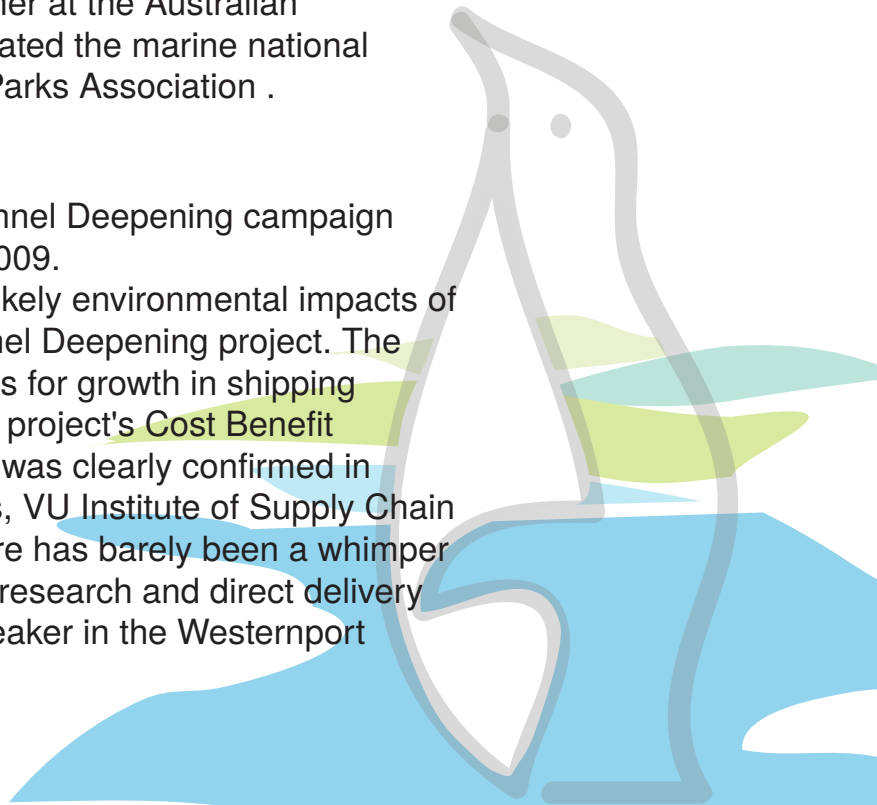 ner at the Australian
ated the marine national
Parks Association .
nnel Deepening campaign
009.
kely environmental impacts of
nel Deepening project. The
s for growth in shipping
project's Cost Benefit
was clearly confirmed in
s, VU Institute of Supply Chain
re has barely been a whimper
research and direct delivery
eaker in the Westernport